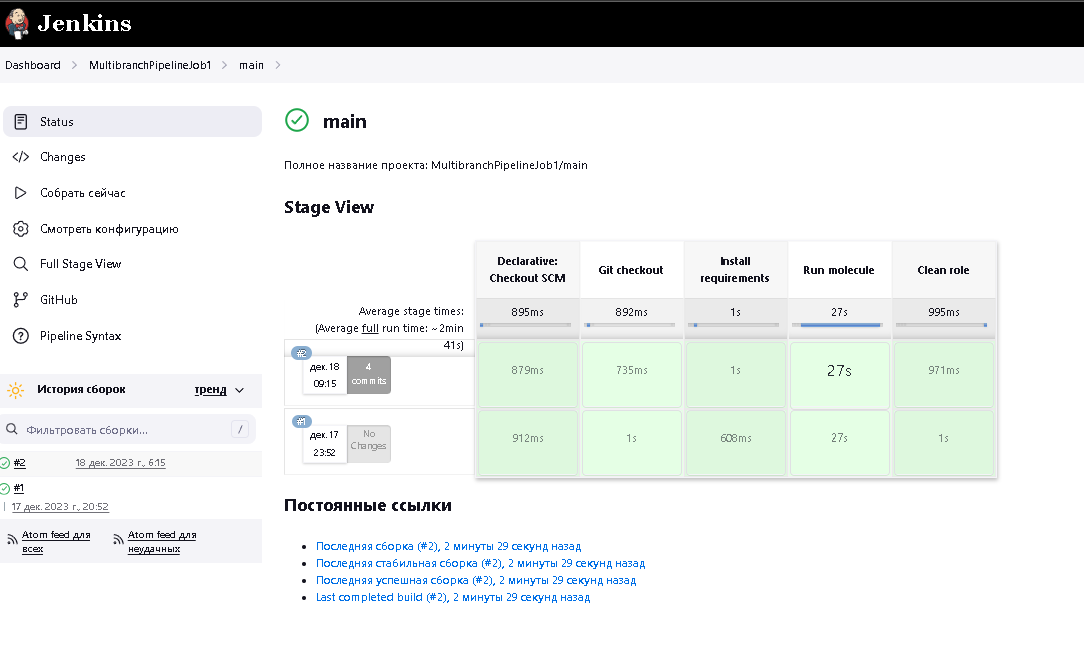 Jenkins
Dashboard
MultibranchPipelineJob1
main
Status
Changes
Собрать сейчас
Смотреть конфигурацию
Full Stage View
GitHub
Pipeline Syntax
История сборок
тренд
Фильтровать сборки...
/
#2
18 дек. 2023 г., 6:15
#1
17 дек. 2023 г., 20:52
Atom feed для
всех
Atom feed для
неудачных
main
Полное название проекта: MultibranchPipelineJob1/main
Stage View
Declarative:
Checkout SCM
Git checkout
Install
requirements
Run molecule
Clean role
Average stage times:
(Average full run time: ~2min
41s)
895ms
892ms
1s
27s
995ms
#2
дек. 18
09:15
4
commits
879ms
735ms
1s
27s
971ms
#1
дек. 17
23:52
No
Changes
912ms
1s
608ms
27s
1s
Постоянные ссылки
Последняя сборка (#2), 2 минуты 29 секунд назад
Последняя стабильная сборка (#2), 2 минуты 29 секунд назад
Последняя успешная сборка (#2), 2 минуты 29 секунд назад
Last completed build (#2), 2 минуты 29 секунд назад